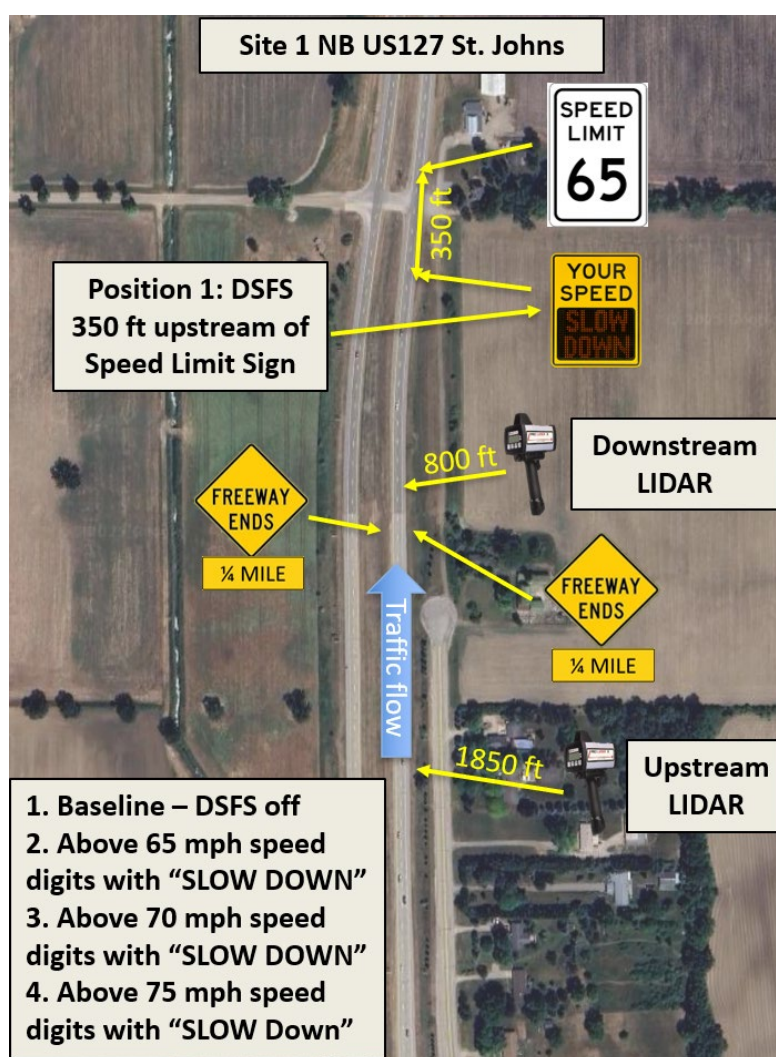 Site 1 NB US127 St. Johns
SPEED
LIMIT
65
350 ft
YOUR
SPEED
SLOW
DOWN
Position 1: DSFS
350 ft upstream of
Speed Limit Sign
800 ft
Downstream
LIDAR
FREEWAY
ENDS
¼ MILE
FREEWAY
ENDS
¼ MILE
Traffic flow
1850 ft
Upstream
LIDAR
1. Baseline – DSFS off
2. Above 65 mph speed
digits with “SLOW DOWN”
3. Above 70 mph speed
digits with “SLOW DOWN”
4. Above 75 mph speed
digits with “SLOW Down”